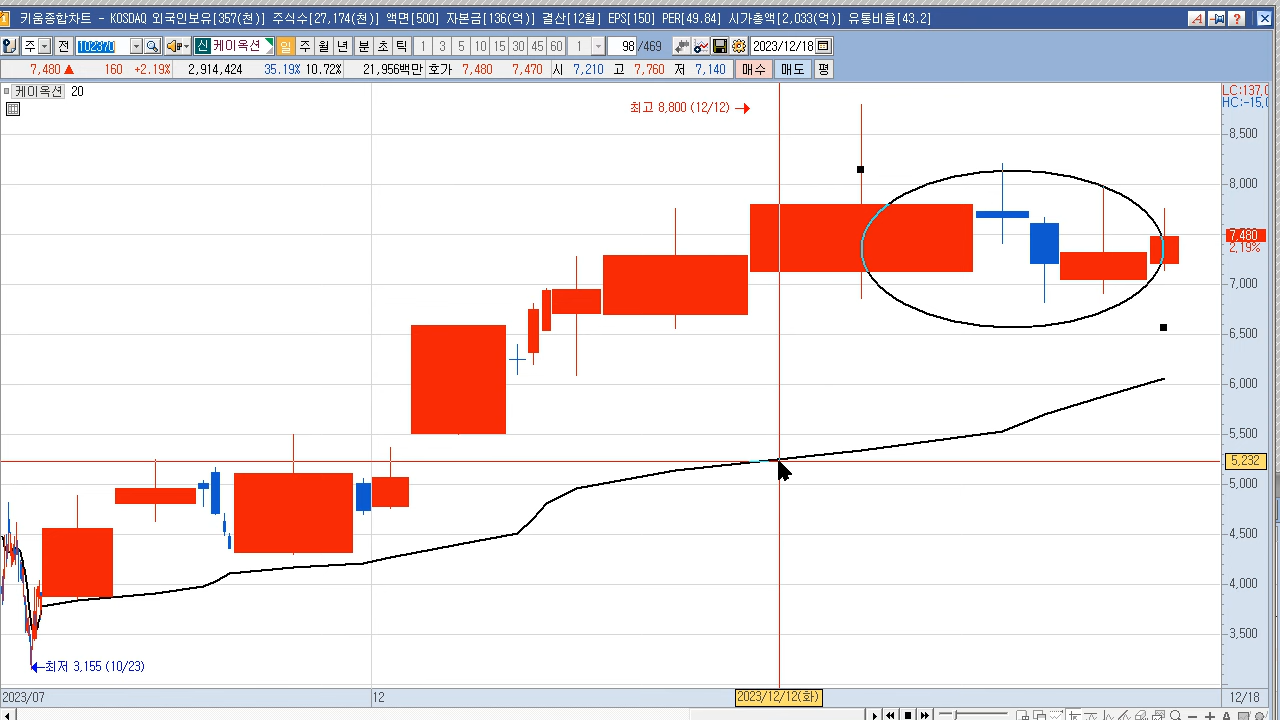 키움종합차트 - KOSDAQ 외국인보유[357(천)] 주식수[27,174(천)] 액면[500] 자본금[136(억)] 결산[12월] EPS[150] PER[49.94] 시가총액[2,033(억)] 유통비율[43.2]
주 전 102370 신 케이옥션 일 주 월 년 분 초 틱 1 3 5 10 15 30 45 60 1 98 /469 2023/12/18
7,480 ▲ 160 +2.19% 2,914,424 35.19% 10.72% 21,956백만 호가 7,480 7,470 시 7,210 고 7,760 저 7,140 매수 매도 평
케이옥션 20
LC:137,0
HC:-15,0
최고 8,800 (12/12) →
8,500
8,000
7,480
2.19%
7,000
6,500
6,000
5,500
5,232
5,000
4,500
4,000
3,500
←최저 3,155 (10/23)
2023/07 12 2023/12/12(화) 12/18